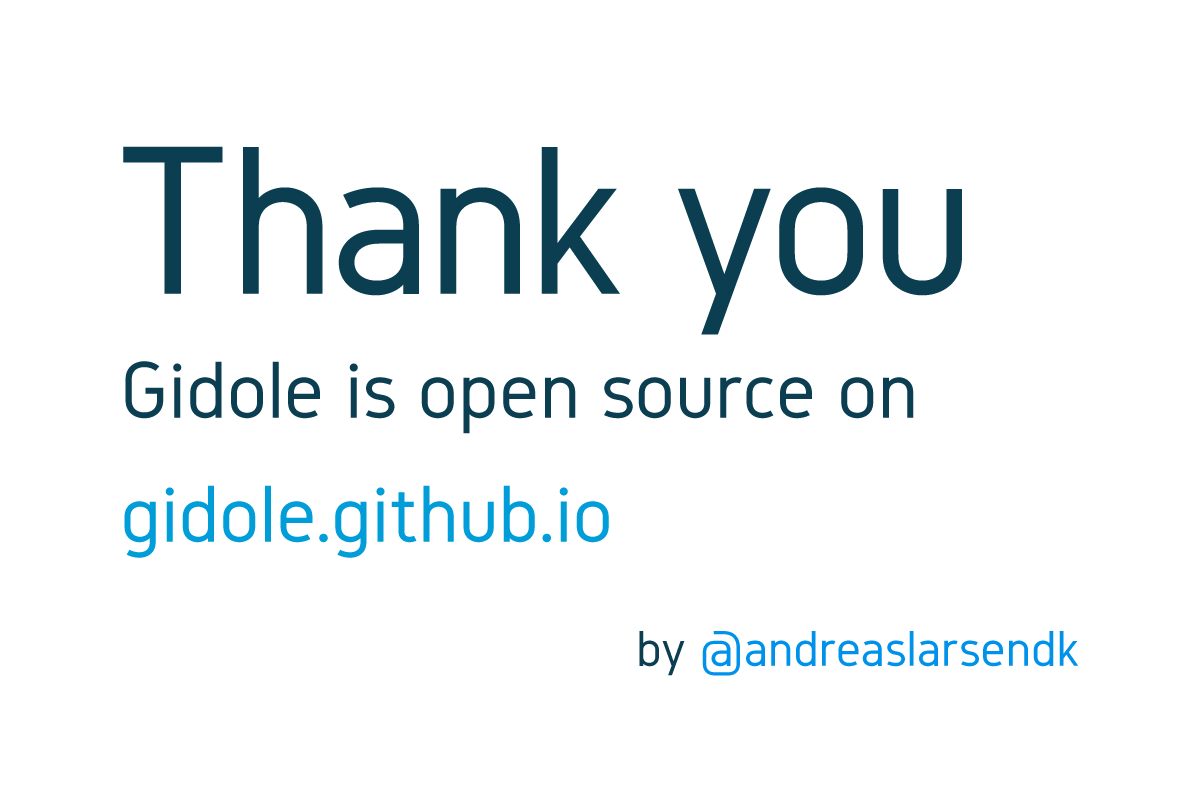 Thank you
Gidole is open source on
gidole.github.io
by @andreaslarsendk